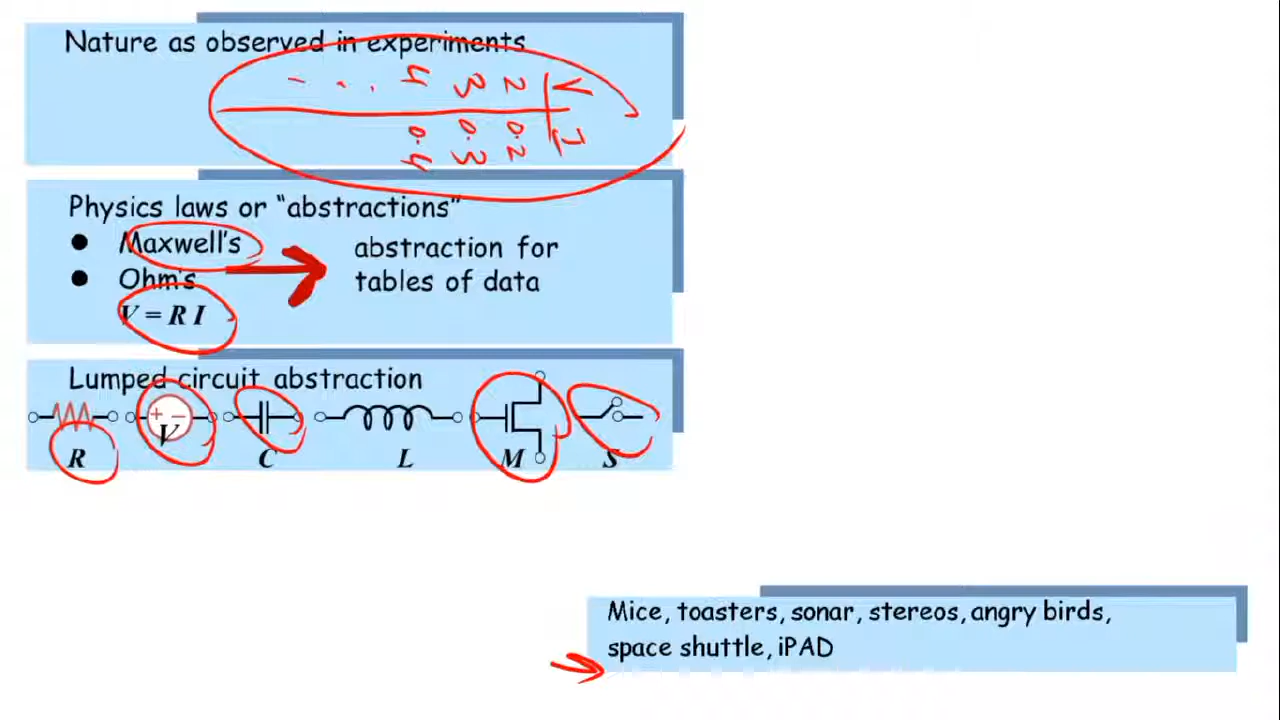 Nature as observed in experiments
4 3 2 V
0.4 0.3 0.2 I
Physics laws or "abstractions"
● Maxwell's
● Ohm's
V = R I
abstraction for
tables of data
Lumped circuit abstraction
+ −
V
R C L M S
Mice, toasters, sonar, stereos, angry birds,
space shuttle, iPAD